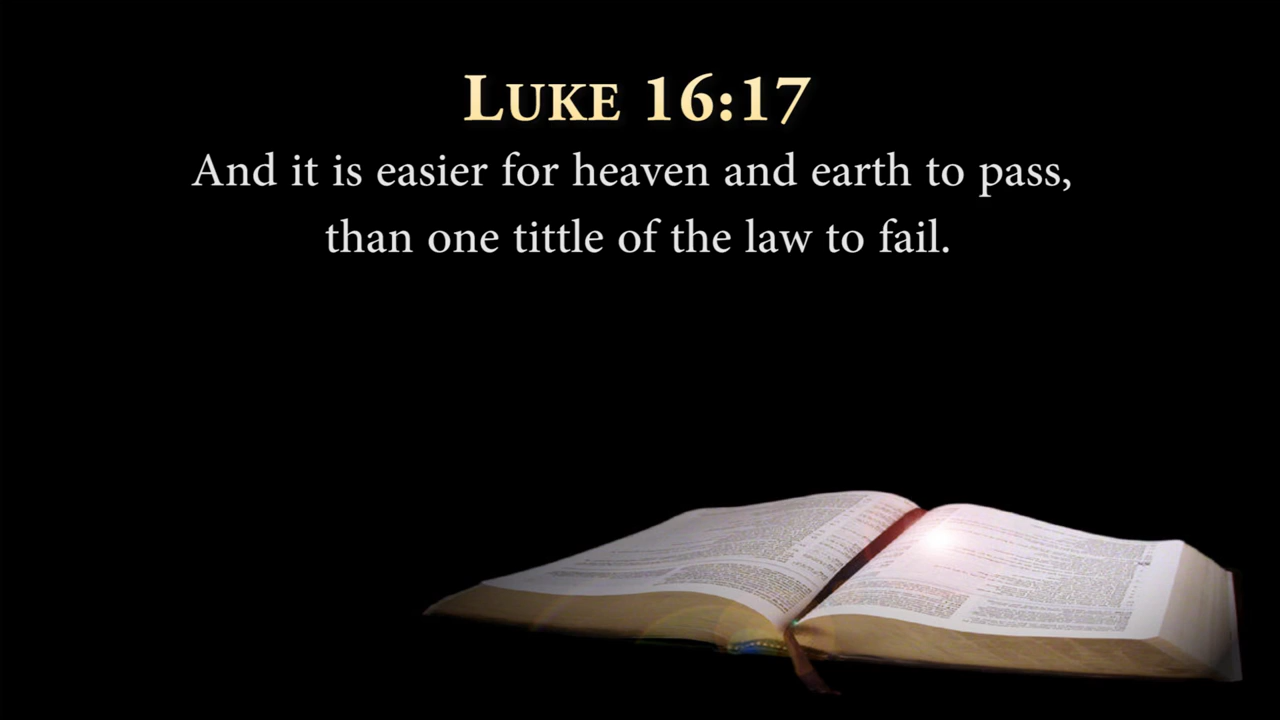 LUKE 16:17
And it is easier for heaven and earth to pass,
than one tittle of the law to fail.